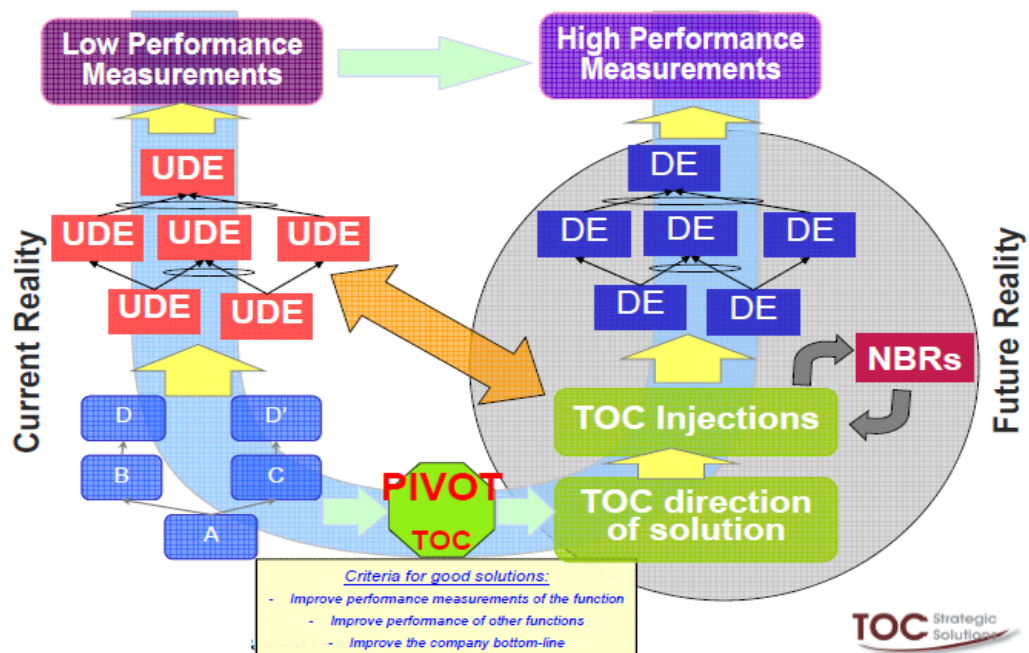 Low Performance
Measurements
High Performance
Measurements
UDE
UDE
UDE
UDE
UDE
UDE
DE
DE
DE
DE
DE
DE
Current Reality
Future Reality
NBRs
D
D'
B
C
A
PIVOT
TOC
TOC Injections
TOC direction
of solution
Criteria for good solutions:
- Improve performance measurements of the function
- Improve performance of other functions
- Improve the company bottom-line
TOC Strategic
Solutions